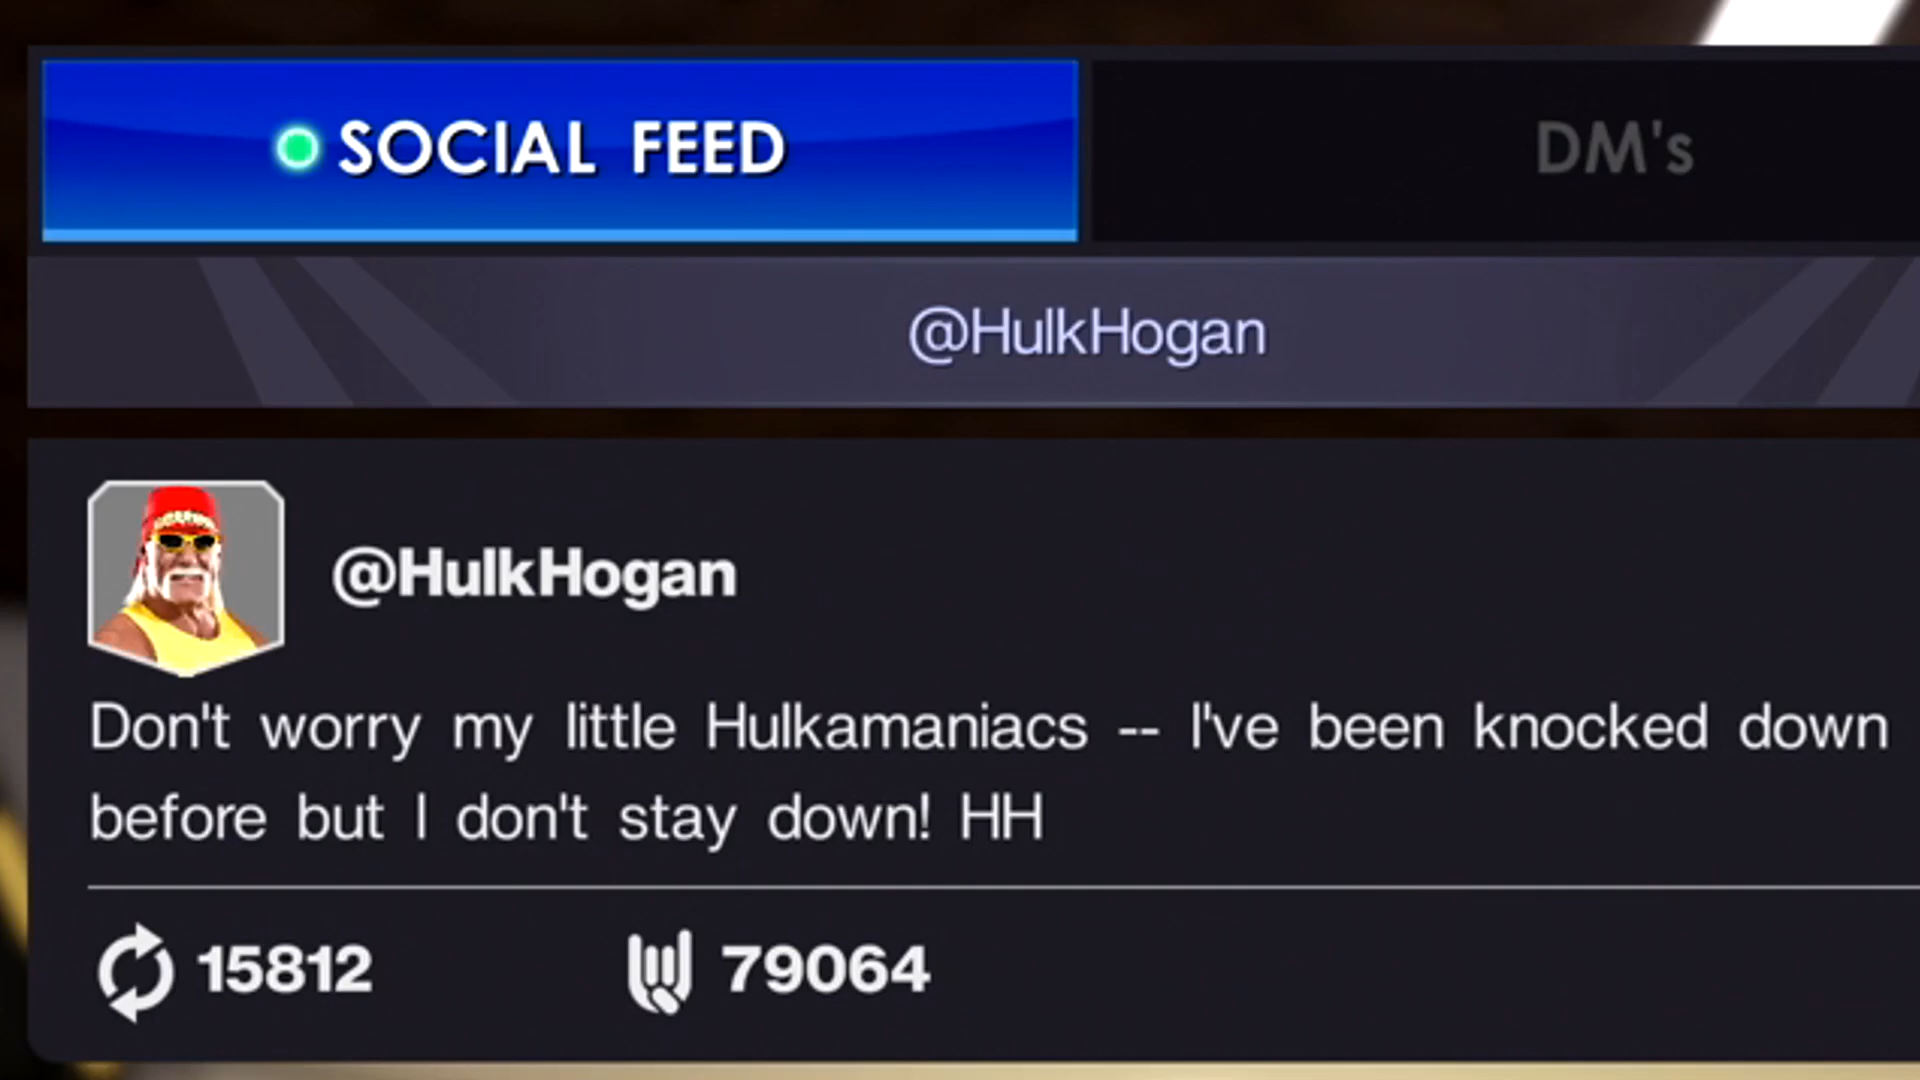 SOCIAL FEED
DM's
@HulkHogan
@HulkHogan
Don't worry my little Hulkamaniacs -- I've been knocked down
before but I don't stay down! HH
15812
79064